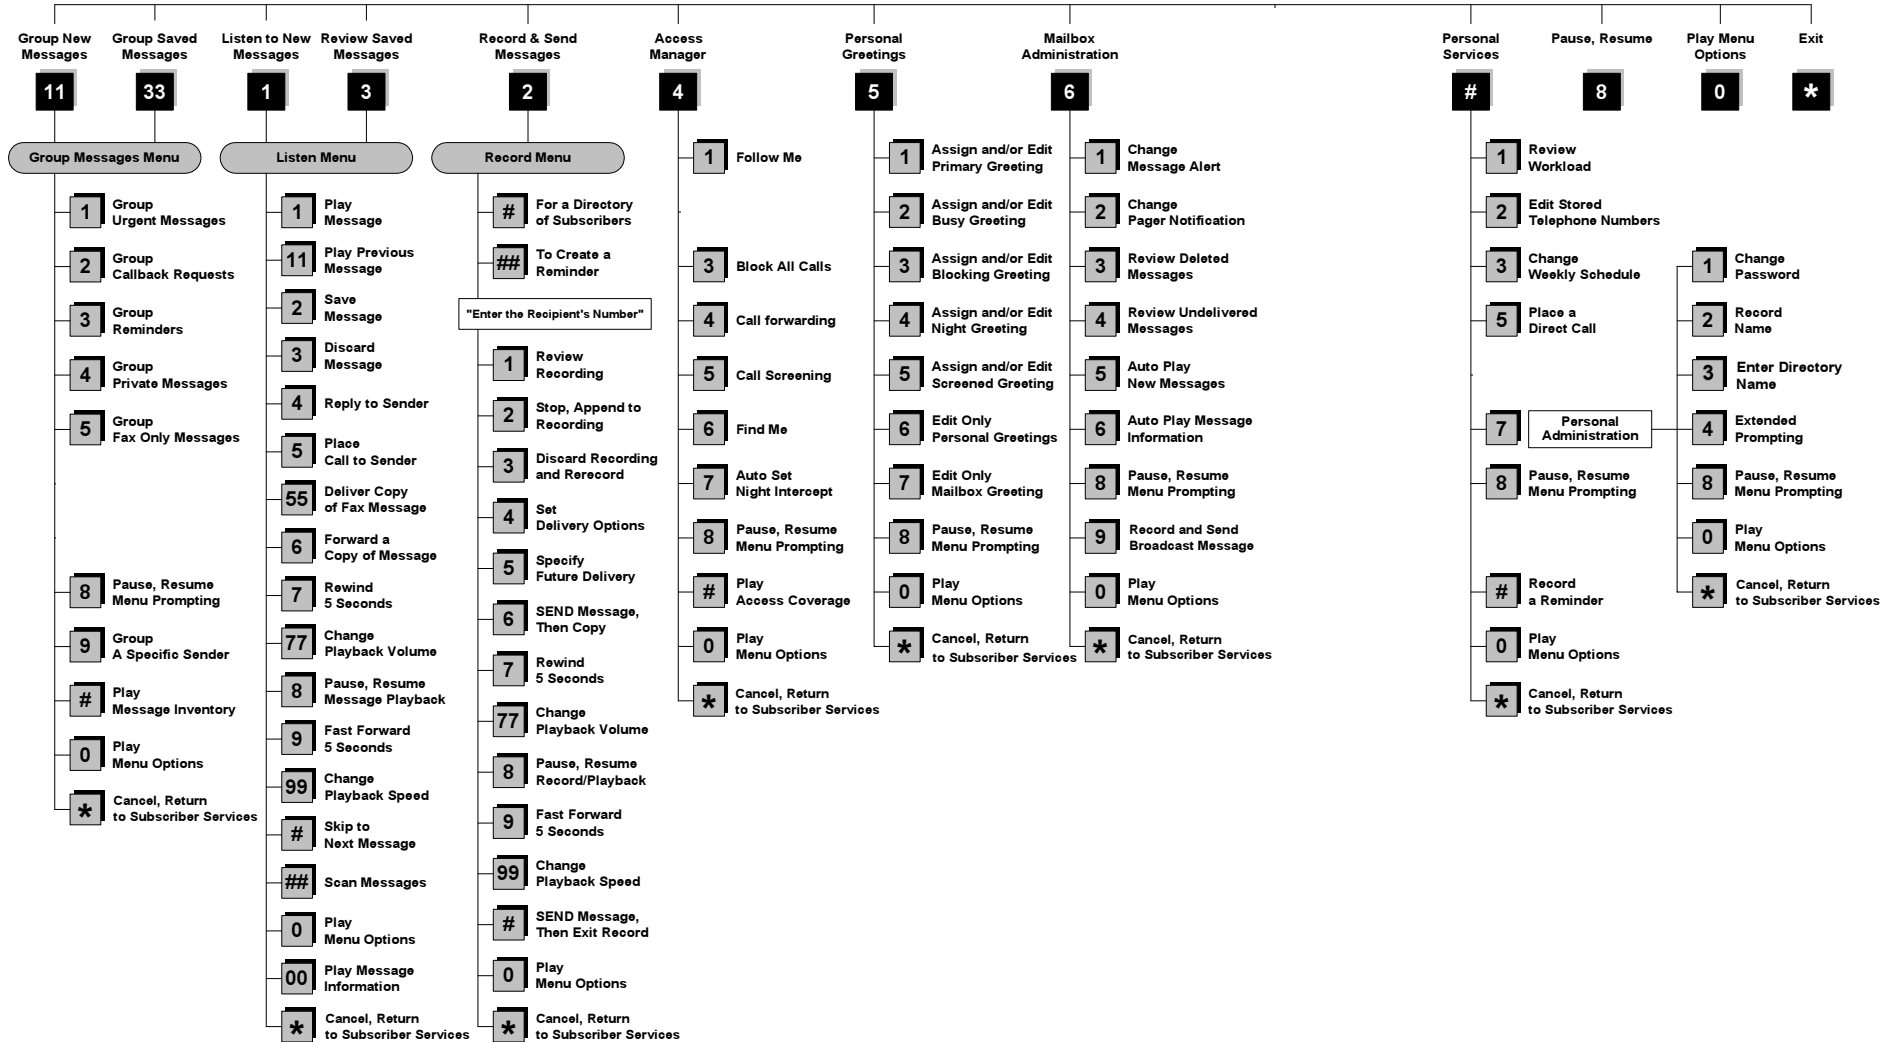 Group New
Messages
11
Group Saved
Messages
33
Group Messages Menu
1
Group
Urgent Messages
2
Group
Callback Requests
3
Group
Reminders
4
Group
Private Messages
5
Group
Fax Only Messages
8
Pause, Resume
Menu Prompting
9
Group
A Specific Sender
#
Play
Message Inventory
0
Play
Menu Options
*
Cancel, Return
to Subscriber Services
Listen to New
Messages
1
Review Saved
Messages
3
Listen Menu
1
Play
Message
11
Play Previous
Message
2
Save
Message
3
Discard
Message
4
Reply to Sender
5
Place
Call to Sender
55
Deliver Copy
of Fax Message
6
Forward a
Copy of Message
7
Rewind
5 Seconds
77
Change
Playback Volume
8
Pause, Resume
Message Playback
9
Fast Forward
5 Seconds
99
Change
Playback Speed
#
Skip to
Next Message
##
Scan Messages
0
Play
Menu Options
00
Play Message
Information
*
Cancel, Return
to Subscriber Services
Record & Send
Messages
2
Record Menu
#
For a Directory
of Subscribers
##
To Create a
Reminder
"Enter the Recipient's Number"
1
Review
Recording
2
Stop, Append to
Recording
3
Discard Recording
and Rerecord
4
Set
Delivery Options
5
Specify
Future Delivery
6
SEND Message,
Then Copy
7
Rewind
5 Seconds
77
Change
Playback Volume
8
Pause, Resume
Record/Playback
9
Fast Forward
5 Seconds
99
Change
Playback Speed
#
SEND Message,
Then Exit Record
0
Play
Menu Options
*
Cancel, Return
to Subscriber Services
Access
Manager
4
1
Follow Me
3
Block All Calls
4
Call forwarding
5
Call Screening
6
Find Me
7
Auto Set
Night Intercept
8
Pause, Resume
Menu Prompting
#
Play
Access Coverage
0
Play
Menu Options
*
Cancel, Return
to Subscriber Services
Personal
Greetings
5
1
Assign and/or Edit
Primary Greeting
2
Assign and/or Edit
Busy Greeting
3
Assign and/or Edit
Blocking Greeting
4
Assign and/or Edit
Night Greeting
5
Assign and/or Edit
Screened Greeting
6
Edit Only
Personal Greetings
7
Edit Only
Mailbox Greeting
8
Pause, Resume
Menu Prompting
0
Play
Menu Options
*
Cancel, Return
to Subscriber Services
Mailbox
Administration
6
1
Change
Message Alert
2
Change
Pager Notification
3
Review Deleted
Messages
4
Review Undelivered
Messages
5
Auto Play
New Messages
6
Auto Play Message
Information
8
Pause, Resume
Menu Prompting
9
Record and Send
Broadcast Message
0
Play
Menu Options
*
Cancel, Return
to Subscriber Services
Personal
Services
#
1
Review
Workload
2
Edit Stored
Telephone Numbers
3
Change
Weekly Schedule
5
Place a
Direct Call
7
Personal
Administration
8
Pause, Resume
Menu Prompting
#
Record
a Reminder
0
Play
Menu Options
*
Cancel, Return
to Subscriber Services
Pause, Resume
8
Play Menu
Options
0
Exit
*
1
Change
Password
2
Record
Name
3
Enter Directory
Name
4
Extended
Prompting
8
Pause, Resume
Menu Prompting
0
Play
Menu Options
*
Cancel, Return
to Subscriber Services